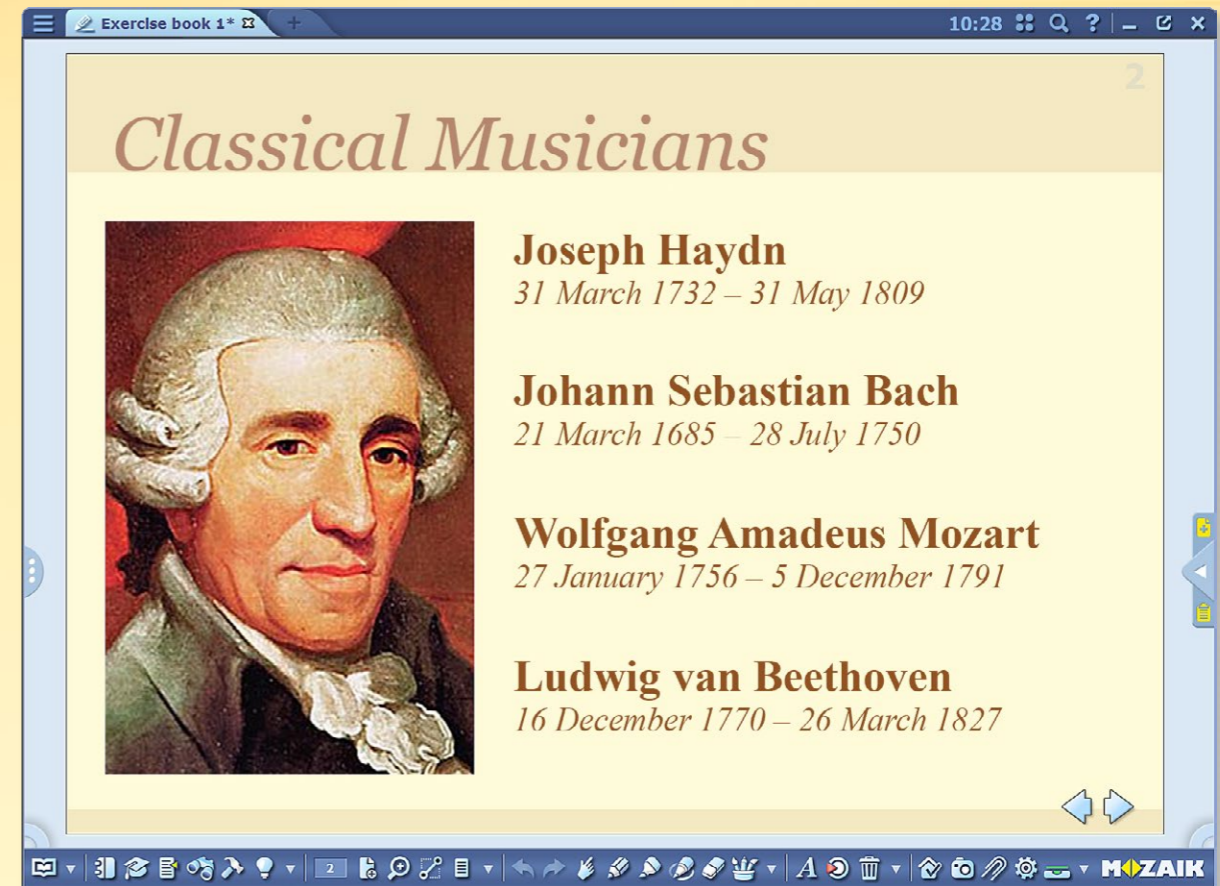 Exercise book 1*
10:28
2
Classical Musicians
Joseph Haydn
31 March 1732 – 31 May 1809
Johann Sebastian Bach
21 March 1685 – 28 July 1750
Wolfgang Amadeus Mozart
27 January 1756 – 5 December 1791
Ludwig van Beethoven
16 December 1770 – 26 March 1827
2
A
MOZAIK